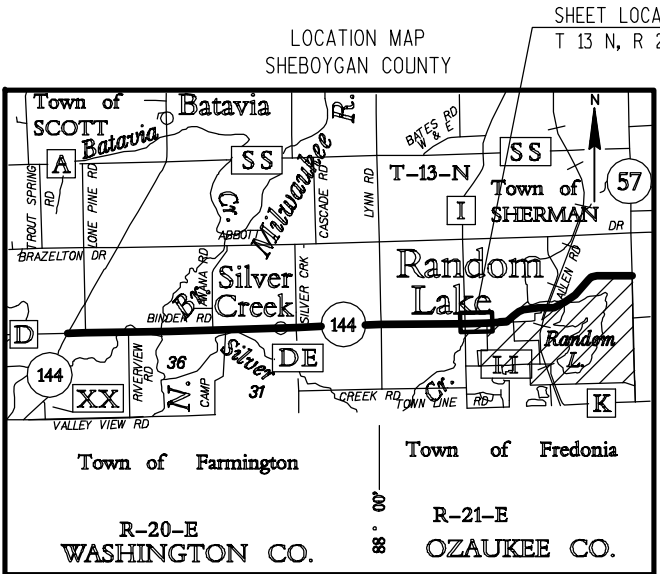 SHEET LOCA
T 13 N, R 2
LOCATION MAP
SHEBOYGAN COUNTY
Town of
SCOTT
Batavia
Batavia
Cr.
Milwaukee R.
BATES RD
W & E
N
SS
SS
A
57
T-13-N
Town of
SHERMAN
I
TROUT SPRING
RD
LONE PINE RD
CASCADE RD
LYNN RD
DR
ABBOT
BRAZELTON DR
Random
Lake
ALLEN RD
Silver
Creek
SILVER CRK
Br.
BINDER RD
D
144
Random
L.
144
36
Silver
31
DE
RIVERVIEW
RD
N.
CAMP
XX
Cr.
CREEK RD
TOWN LINE RD
K
VALLEY VIEW RD
Town of Farmington
Town of Fredonia
88° 00'
R-20-E
R-21-E
WASHINGTON CO.
OZAUKEE CO.